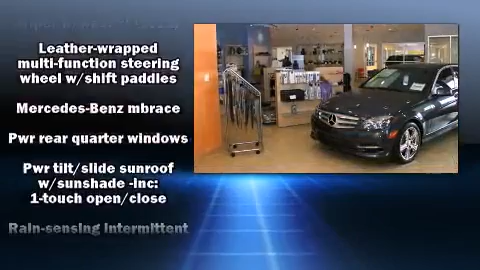 Leather-wrapped
multi-function steering
wheel w/shift paddles
Mercedes-Benz mbrace
Pwr rear quarter windows
Pwr tilt/slide sunroof
w/sunshade -inc:
1-touch open/close
Rain-sensing intermittent